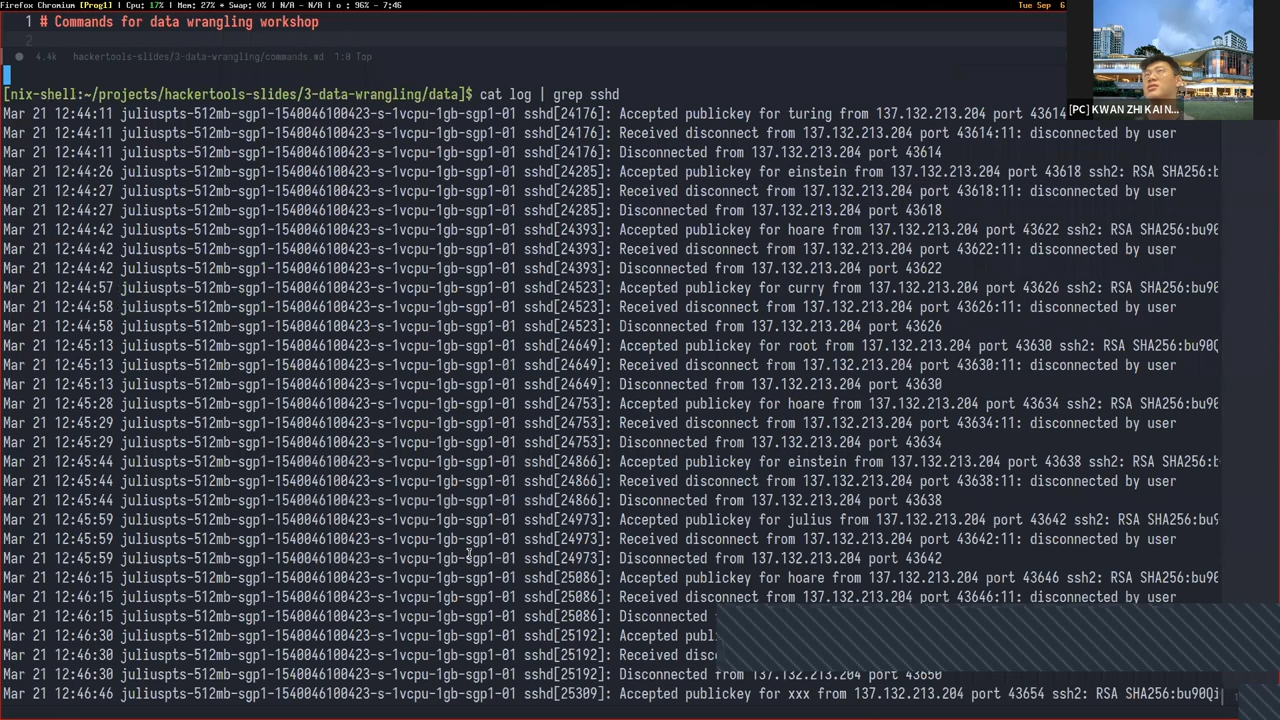 Firefox Chromium [Prog1] | Cpu: 17% | Mem: 27% * Swap: 0% | N/A - N/A | o : 96% - 7:46
Tue Sep 6
1 # Commands for data wrangling workshop
2
● 4.4k hackertools-slides/3-data-wrangling/commands.md 1:0 Top
[PC] KWAN ZHI KAI N...
[nix-shell:~/projects/hackertools-slides/3-data-wrangling/data]$ cat log | grep sshd
Mar 21 12:44:11 juliuspts-512mb-sgp1-1540046100423-s-1vcpu-1gb-sgp1-01 sshd[24176]: Accepted publickey for turing from 137.132.213.204 port 43614
Mar 21 12:44:11 juliuspts-512mb-sgp1-1540046100423-s-1vcpu-1gb-sgp1-01 sshd[24176]: Received disconnect from 137.132.213.204 port 43614:11: disconnected by user
Mar 21 12:44:11 juliuspts-512mb-sgp1-1540046100423-s-1vcpu-1gb-sgp1-01 sshd[24176]: Disconnected from 137.132.213.204 port 43614
Mar 21 12:44:26 juliuspts-512mb-sgp1-1540046100423-s-1vcpu-1gb-sgp1-01 sshd[24285]: Accepted publickey for einstein from 137.132.213.204 port 43618 ssh2: RSA SHA256:b
Mar 21 12:44:27 juliuspts-512mb-sgp1-1540046100423-s-1vcpu-1gb-sgp1-01 sshd[24285]: Received disconnect from 137.132.213.204 port 43618:11: disconnected by user
Mar 21 12:44:27 juliuspts-512mb-sgp1-1540046100423-s-1vcpu-1gb-sgp1-01 sshd[24285]: Disconnected from 137.132.213.204 port 43618
Mar 21 12:44:42 juliuspts-512mb-sgp1-1540046100423-s-1vcpu-1gb-sgp1-01 sshd[24393]: Accepted publickey for hoare from 137.132.213.204 port 43622 ssh2: RSA SHA256:bu90
Mar 21 12:44:42 juliuspts-512mb-sgp1-1540046100423-s-1vcpu-1gb-sgp1-01 sshd[24393]: Received disconnect from 137.132.213.204 port 43622:11: disconnected by user
Mar 21 12:44:42 juliuspts-512mb-sgp1-1540046100423-s-1vcpu-1gb-sgp1-01 sshd[24393]: Disconnected from 137.132.213.204 port 43622
Mar 21 12:44:57 juliuspts-512mb-sgp1-1540046100423-s-1vcpu-1gb-sgp1-01 sshd[24523]: Accepted publickey for curry from 137.132.213.204 port 43626 ssh2: RSA SHA256:bu90
Mar 21 12:44:58 juliuspts-512mb-sgp1-1540046100423-s-1vcpu-1gb-sgp1-01 sshd[24523]: Received disconnect from 137.132.213.204 port 43626:11: disconnected by user
Mar 21 12:44:58 juliuspts-512mb-sgp1-1540046100423-s-1vcpu-1gb-sgp1-01 sshd[24523]: Disconnected from 137.132.213.204 port 43626
Mar 21 12:45:13 juliuspts-512mb-sgp1-1540046100423-s-1vcpu-1gb-sgp1-01 sshd[24649]: Accepted publickey for root from 137.132.213.204 port 43630 ssh2: RSA SHA256:bu90Q
Mar 21 12:45:13 juliuspts-512mb-sgp1-1540046100423-s-1vcpu-1gb-sgp1-01 sshd[24649]: Received disconnect from 137.132.213.204 port 43630:11: disconnected by user
Mar 21 12:45:13 juliuspts-512mb-sgp1-1540046100423-s-1vcpu-1gb-sgp1-01 sshd[24649]: Disconnected from 137.132.213.204 port 43630
Mar 21 12:45:28 juliuspts-512mb-sgp1-1540046100423-s-1vcpu-1gb-sgp1-01 sshd[24753]: Accepted publickey for hoare from 137.132.213.204 port 43634 ssh2: RSA SHA256:bu90
Mar 21 12:45:29 juliuspts-512mb-sgp1-1540046100423-s-1vcpu-1gb-sgp1-01 sshd[24753]: Received disconnect from 137.132.213.204 port 43634:11: disconnected by user
Mar 21 12:45:29 juliuspts-512mb-sgp1-1540046100423-s-1vcpu-1gb-sgp1-01 sshd[24753]: Disconnected from 137.132.213.204 port 43634
Mar 21 12:45:44 juliuspts-512mb-sgp1-1540046100423-s-1vcpu-1gb-sgp1-01 sshd[24866]: Accepted publickey for einstein from 137.132.213.204 port 43638 ssh2: RSA SHA256:b
Mar 21 12:45:44 juliuspts-512mb-sgp1-1540046100423-s-1vcpu-1gb-sgp1-01 sshd[24866]: Received disconnect from 137.132.213.204 port 43638:11: disconnected by user
Mar 21 12:45:44 juliuspts-512mb-sgp1-1540046100423-s-1vcpu-1gb-sgp1-01 sshd[24866]: Disconnected from 137.132.213.204 port 43638
Mar 21 12:45:59 juliuspts-512mb-sgp1-1540046100423-s-1vcpu-1gb-sgp1-01 sshd[24973]: Accepted publickey for julius from 137.132.213.204 port 43642 ssh2: RSA SHA256:bu9
Mar 21 12:45:59 juliuspts-512mb-sgp1-1540046100423-s-1vcpu-1gb-sgp1-01 sshd[24973]: Received disconnect from 137.132.213.204 port 43642:11: disconnected by user
Mar 21 12:45:59 juliuspts-512mb-sgp1-1540046100423-s-1vcpu-1gb-sgp1-01 sshd[24973]: Disconnected from 137.132.213.204 port 43642
Mar 21 12:46:15 juliuspts-512mb-sgp1-1540046100423-s-1vcpu-1gb-sgp1-01 sshd[25086]: Accepted publickey for hoare from 137.132.213.204 port 43646 ssh2: RSA SHA256:bu90
Mar 21 12:46:15 juliuspts-512mb-sgp1-1540046100423-s-1vcpu-1gb-sgp1-01 sshd[25086]: Received disconnect from 137.132.213.204 port 43646:11: disconnected by user
Mar 21 12:46:15 juliuspts-512mb-sgp1-1540046100423-s-1vcpu-1gb-sgp1-01 sshd[25086]: Disconnected
Mar 21 12:46:30 juliuspts-512mb-sgp1-1540046100423-s-1vcpu-1gb-sgp1-01 sshd[25192]: Accepted publ
Mar 21 12:46:30 juliuspts-512mb-sgp1-1540046100423-s-1vcpu-1gb-sgp1-01 sshd[25192]: Received disc
Mar 21 12:46:30 juliuspts-512mb-sgp1-1540046100423-s-1vcpu-1gb-sgp1-01 sshd[25192]: Disconnected from 137.132.213.204 port 43650
Mar 21 12:46:46 juliuspts-512mb-sgp1-1540046100423-s-1vcpu-1gb-sgp1-01 sshd[25309]: Accepted publickey for xxx from 137.132.213.204 port 43654 ssh2: RSA SHA256:bu90Qi